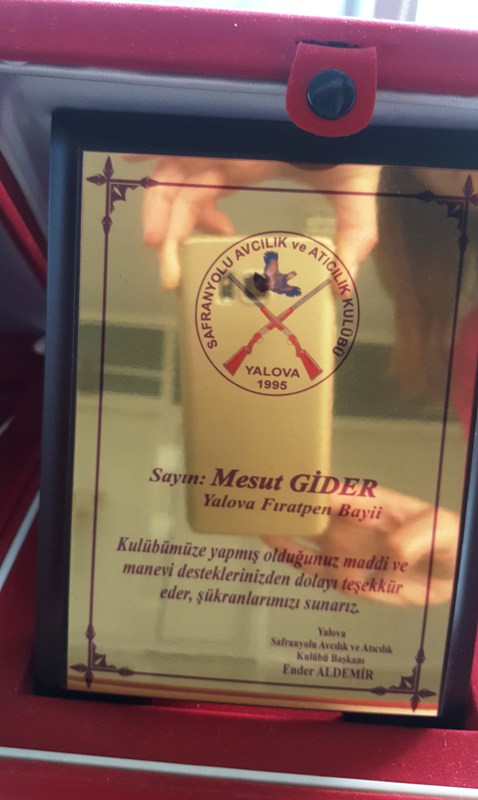 SAFRANYOLU AVCILIK ve ATICILIK KULÜBÜ
YALOVA
1995
Sayın: Mesut GİDER
Yalova Fıratpen Bayii
Kulübümüze yapmış olduğunuz maddi ve
manevi desteklerinizden dolayı teşekkür
eder, şükranlarımızı sunarız.
Yalova
Safranyolu Avcılık ve Atıcılık
Kulübü Başkanı
Ender ALDEMİR